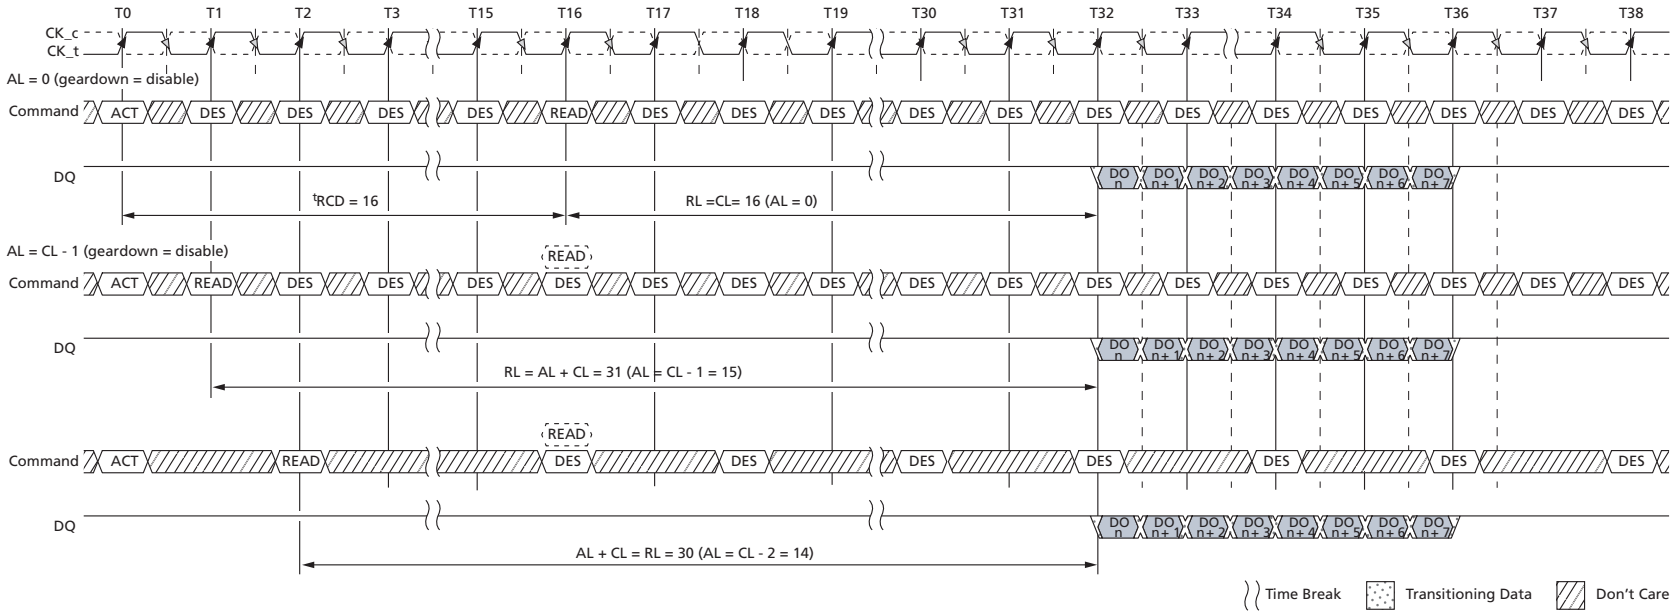 T0 T1 T2 T3 T15 T16 T17 T18 T19 T30 T31 T32 T33 T34 T35 T36 T37 T38
CK_c
CK_t
AL = 0 (geardown = disable)
Command ACT DES DES DES DES READ DES DES DES DES DES DES DES DES DES DES DES DES
DQ DO n DO n + 1 DO n + 2 DO n + 3 DO n + 4 DO n + 5 DO n + 6 DO n + 7
tRCD = 16 RL =CL= 16 (AL = 0)
AL = CL - 1 (geardown = disable)
READ
Command ACT READ DES DES DES DES DES DES DES DES DES DES DES DES DES DES DES DES
DQ DO n DO n + 1 DO n + 2 DO n + 3 DO n + 4 DO n + 5 DO n + 6 DO n + 7
RL = AL + CL = 31 (AL = CL - 1 = 15)
READ
Command ACT READ DES DES DES DES DES DES DES
DQ DO n DO n + 1 DO n + 2 DO n + 3 DO n + 4 DO n + 5 DO n + 6 DO n + 7
AL + CL = RL = 30 (AL = CL - 2 = 14)
Time Break Transitioning Data Don't Care